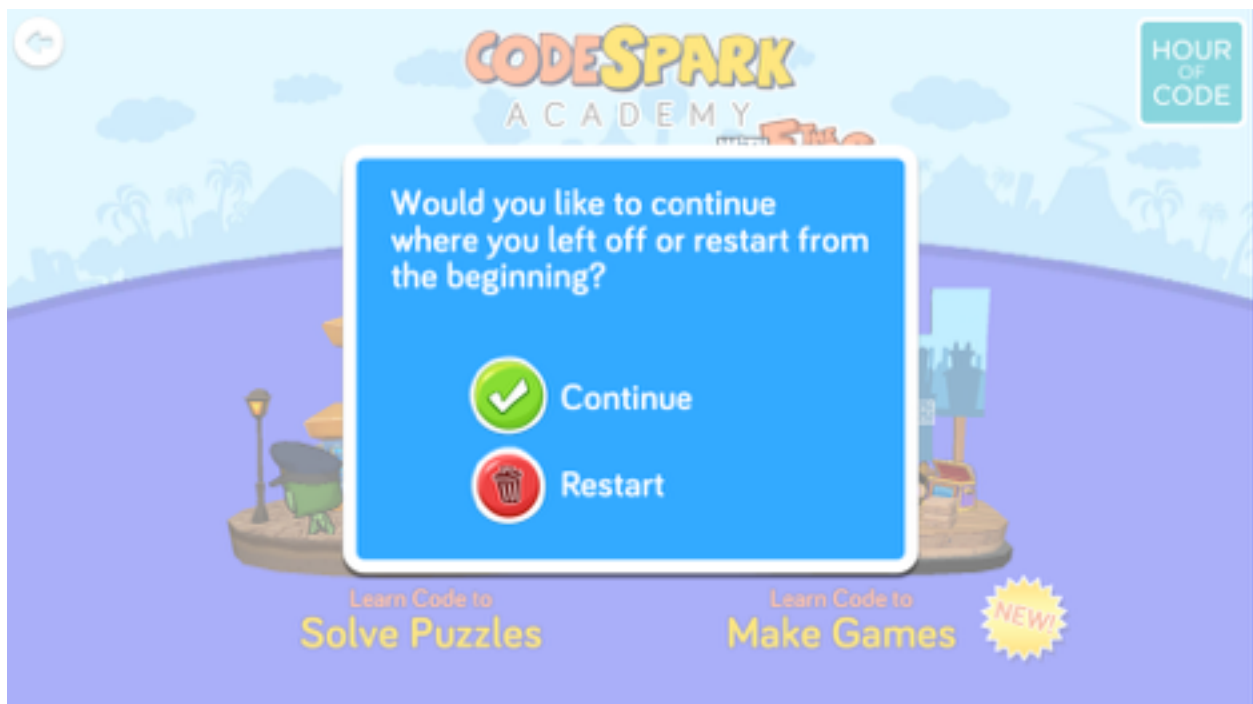 CODESPARK
ACADEMY
HOUR
OF
CODE
Would you like to continue
where you left off or restart from
the beginning?
Continue
Restart
Learn Code to
Solve Puzzles
Learn Code to
Make Games
NEW!